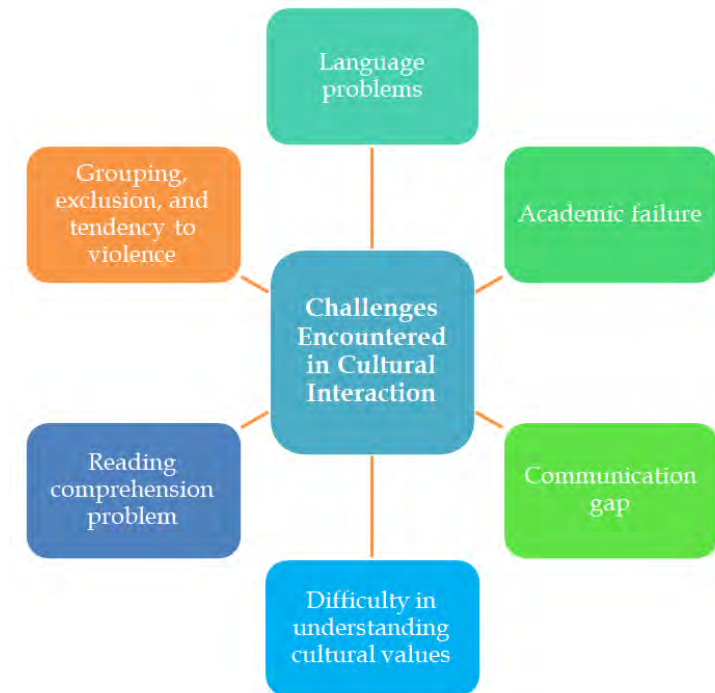 Language
problems
Grouping,
exclusion, and
tendency to
violence
Academic failure
Challenges
Encountered
in Cultural
Interaction
Reading
comprehension
problem
Communication
gap
Difficulty in
understanding
cultural values